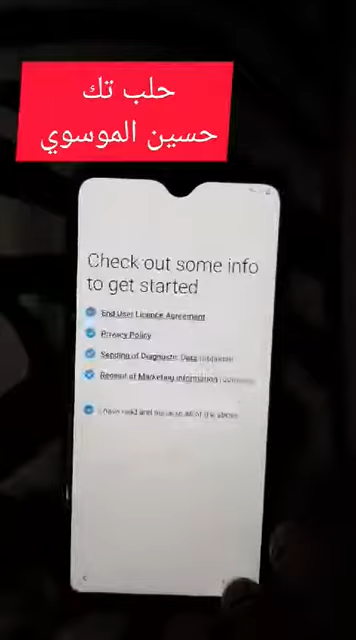 حلب تك
حسين الموسوي
Check out some info
to get started
End User Licence Agreement
Privacy Policy
Sending of Diagnostic Data
Receipt of Marketing Information
I have read and agree to all of the above